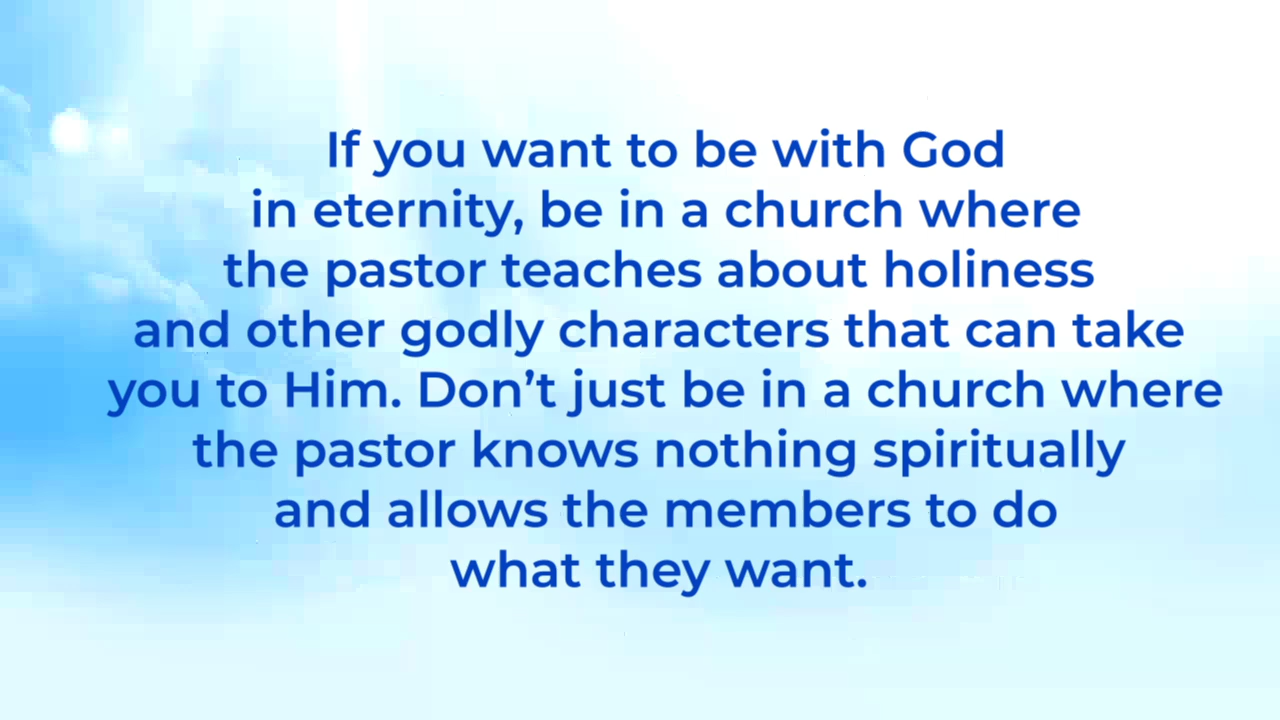 If you want to be with God
in eternity, be in a church where
the pastor teaches about holiness
and other godly characters that can take
you to Him. Don’t just be in a church where
the pastor knows nothing spiritually
and allows the members to do
what they want.